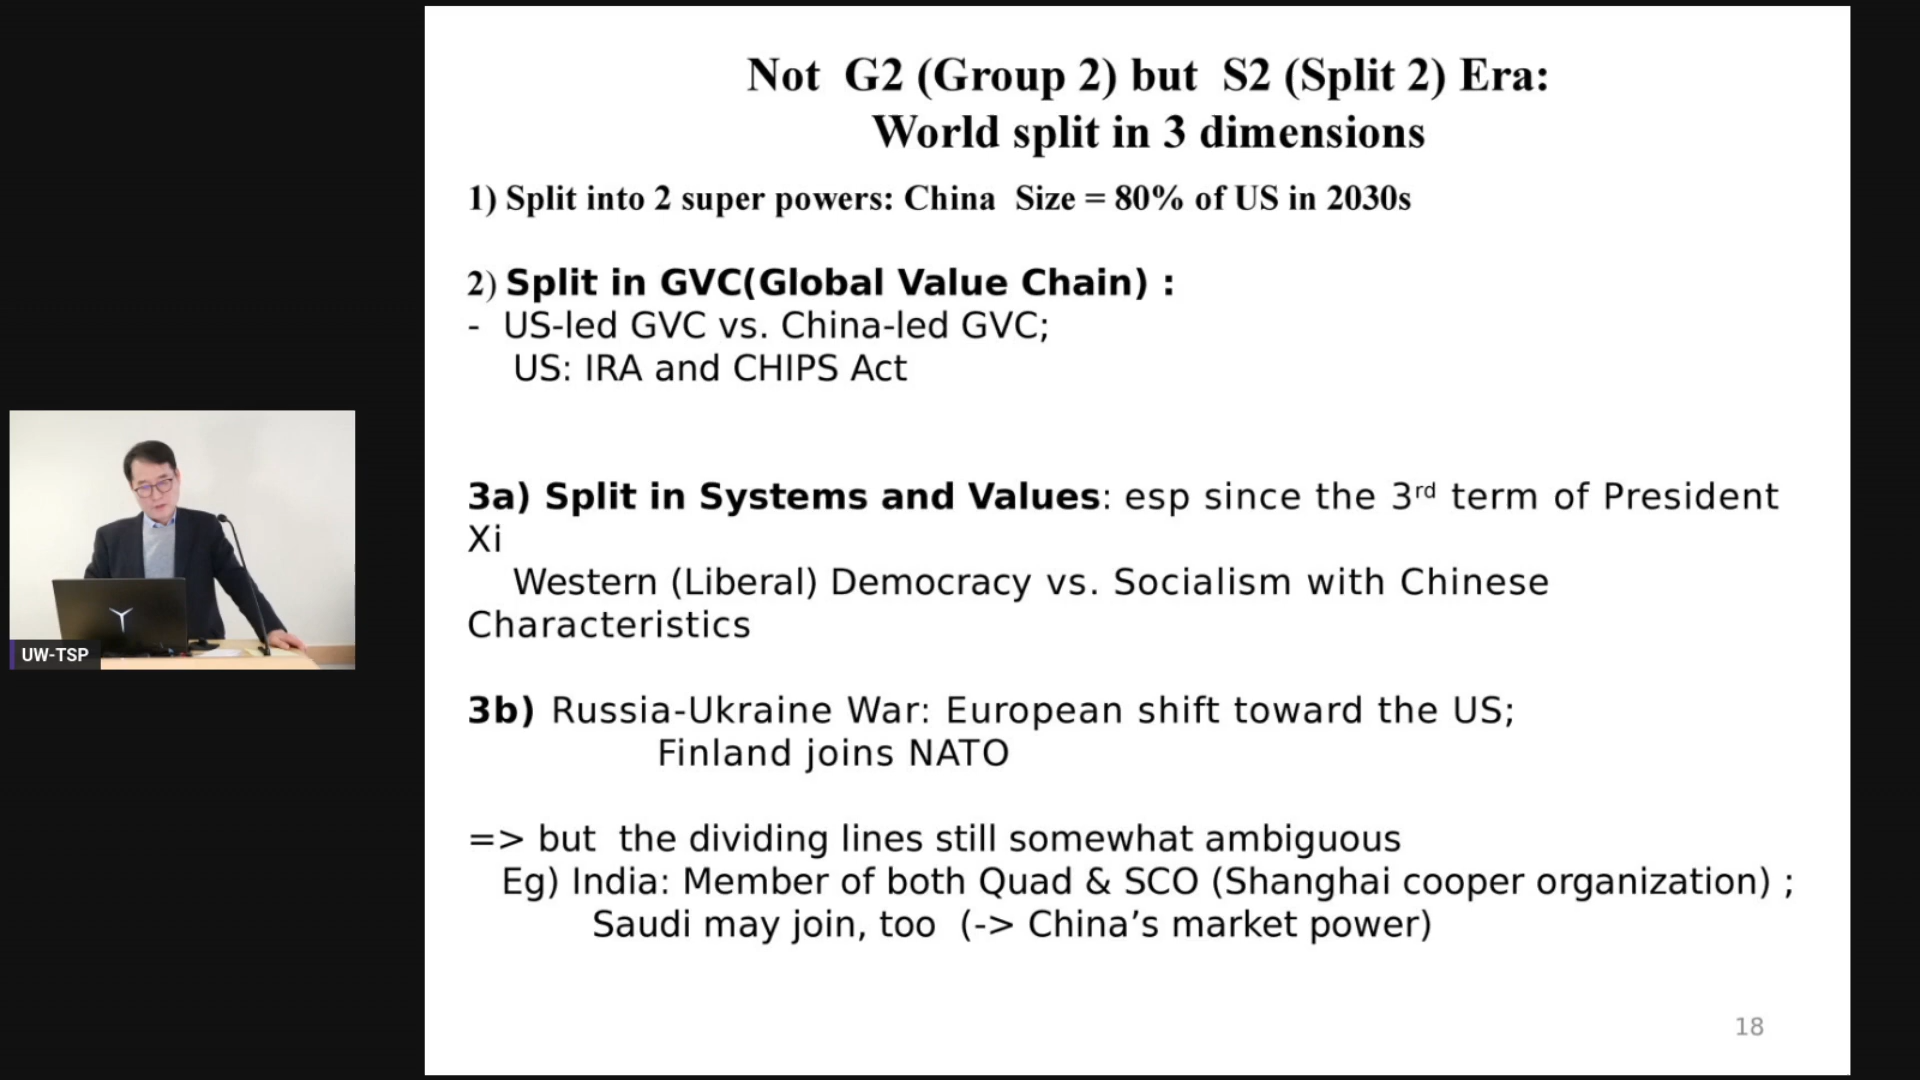 Not G2 (Group 2) but S2 (Split 2) Era:
World split in 3 dimensions
1) Split into 2 super powers: China Size = 80% of US in 2030s
2) Split in GVC(Global Value Chain) :
- US-led GVC vs. China-led GVC;
US: IRA and CHIPS Act
3a) Split in Systems and Values: esp since the 3rd term of President
Xi
Western (Liberal) Democracy vs. Socialism with Chinese
Characteristics
3b) Russia-Ukraine War: European shift toward the US;
Finland joins NATO
=> but the dividing lines still somewhat ambiguous
Eg) India: Member of both Quad & SCO (Shanghai cooper organization) ;
Saudi may join, too (-> China’s market power)
18
UW-TSP